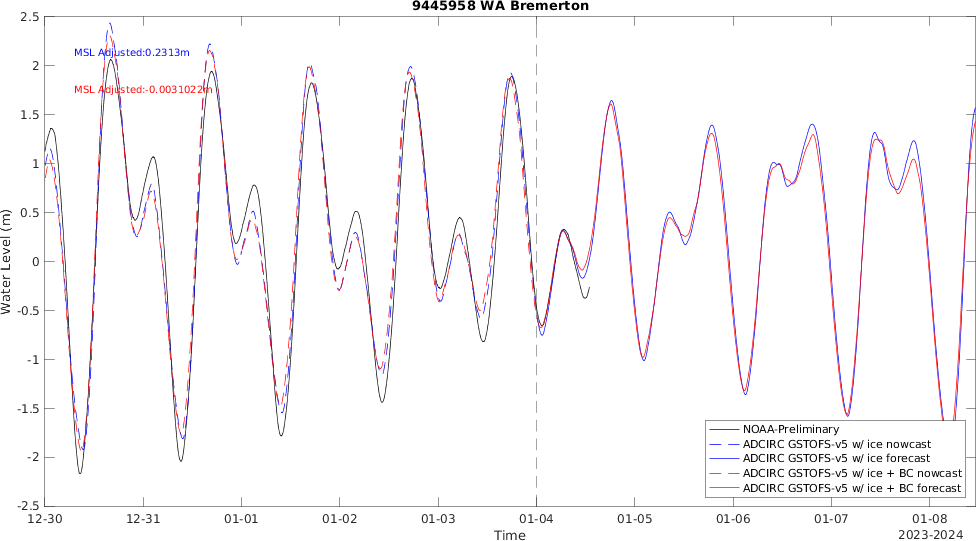 9445958 WA Bremerton
MSL Adjusted:0.2313m
MSL Adjusted:-0.0031022m
Water Level (m)
2.5
2
1.5
1
0.5
0
-0.5
-1
-1.5
-2
-2.5
NOAA-Preliminary
ADCIRC GSTOFS-v5 w/ ice nowcast
ADCIRC GSTOFS-v5 w/ ice forecast
ADCIRC GSTOFS-v5 w/ ice + BC nowcast
ADCIRC GSTOFS-v5 w/ ice + BC forecast
12-30 12-31 01-01 01-02 01-03 01-04 01-05 01-06 01-07 01-08
Time
2023-2024